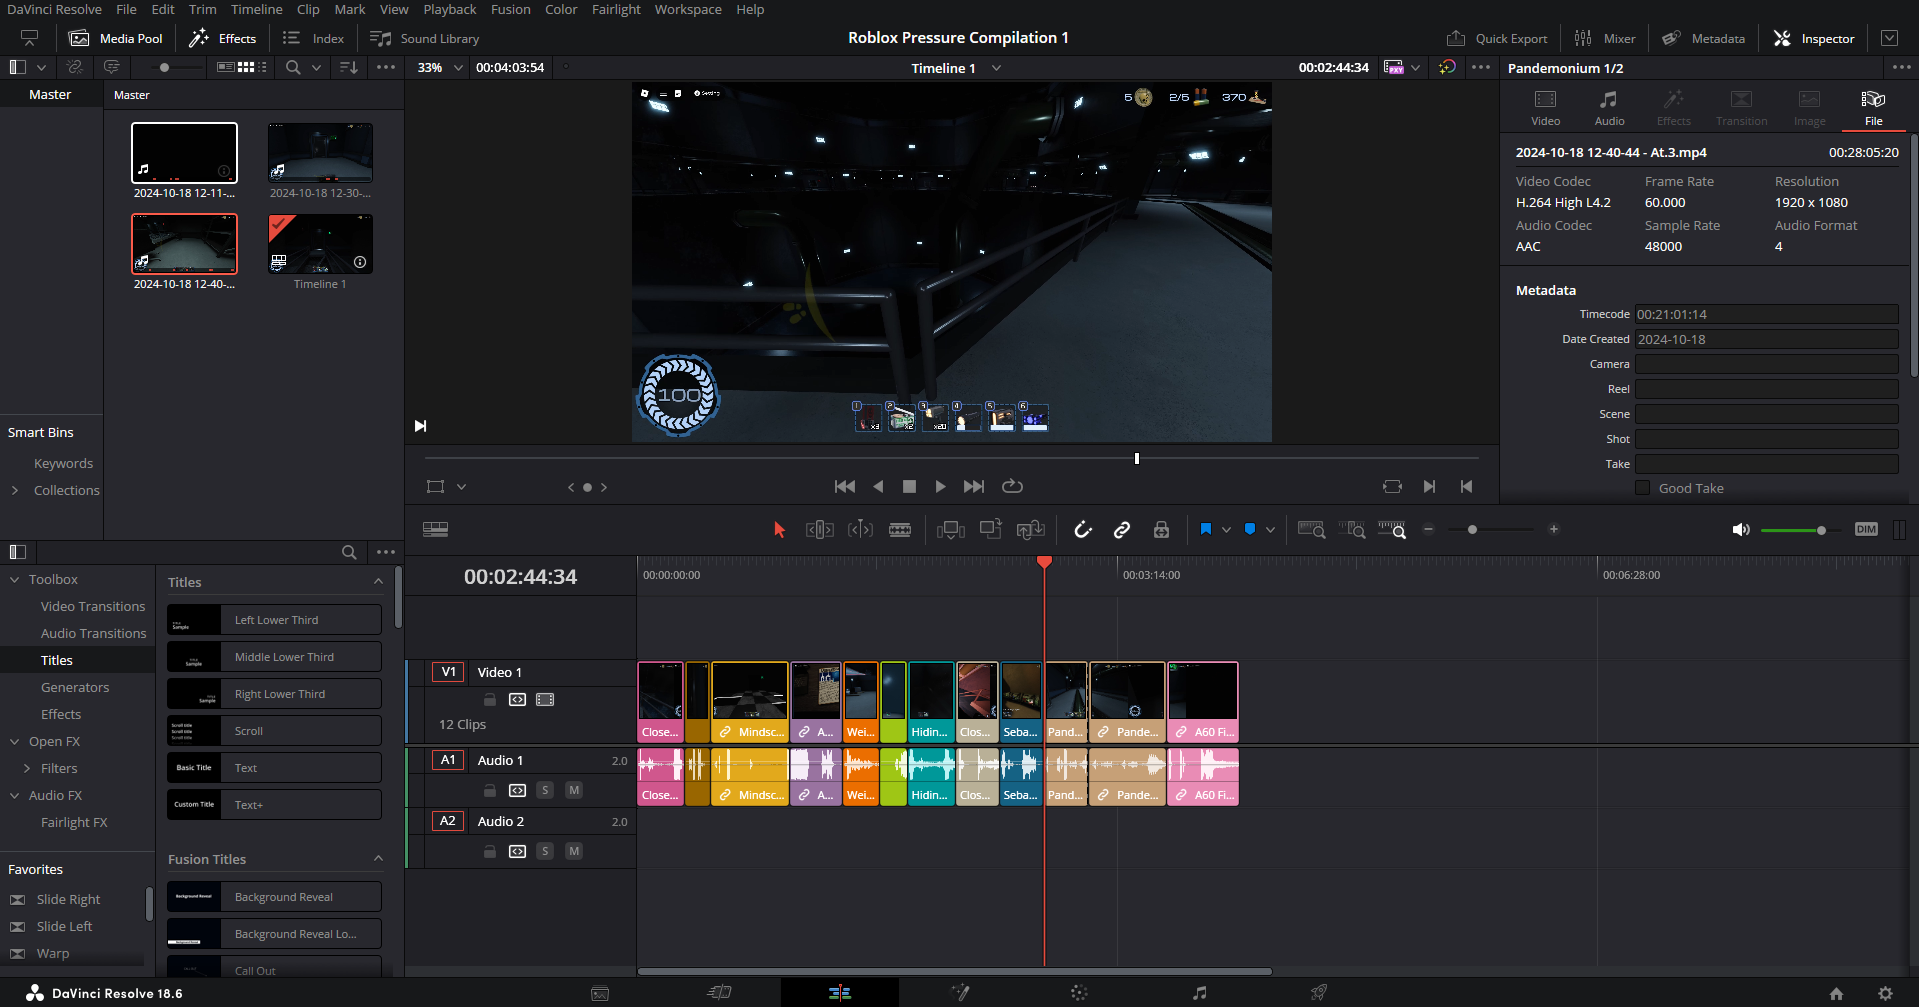 DaVinci Resolve File Edit Trim Timeline Clip Mark View Playback Fusion Color Fairlight Workspace Help
Media Pool Effects Index Sound Library
Roblox Pressure Compilation 1
Quick Export Mixer Metadata Inspector
33% 00:04:03:54 Timeline 1 00:02:44:34
Pandemonium 1/2
Master
Master
2024-10-18 12-11-...
2024-10-18 12-30-...
2024-10-18 12-40-...
Timeline 1
Smart Bins
Keywords
Collections
5 2/5 370
100
1 2 3 4 5 6
x3 x2 x20
Video Audio Effects Transition Image File
2024-10-18 12-40-44 - At.3.mp4 00:28:05:20
Video Codec Frame Rate Resolution
H.264 High L4.2 60.000 1920 x 1080
Audio Codec Sample Rate Audio Format
AAC 48000 4
Metadata
Timecode 00:21:01:14
Date Created 2024-10-18
Camera
Reel
Scene
Shot
Take
Good Take
DIM
Toolbox
Video Transitions
Audio Transitions
Titles
Generators
Effects
Open FX
Filters
Audio FX
Fairlight FX
Favorites
Slide Right
Slide Left
Warp
Titles
Left Lower Third
Middle Lower Third
Right Lower Third
Scroll
Basic Title Text
Custom Title Text+
Fusion Titles
Background Reveal Background Reveal
Background Reveal Lo...
Call Out
00:02:44:34
00:00:00:00 00:03:14:00 00:06:28:00
V1 Video 1
12 Clips
Close... Mindsc... A... Wei... Hidin... Clos... Seba... Pand... Pande... A60 Fi...
A1 Audio 1 2.0
S M
Close... Mindsc... A... Wei... Hidin... Clos... Seba... Pand... Pande... A60 Fi...
A2 Audio 2 2.0
S M
DaVinci Resolve 18.6